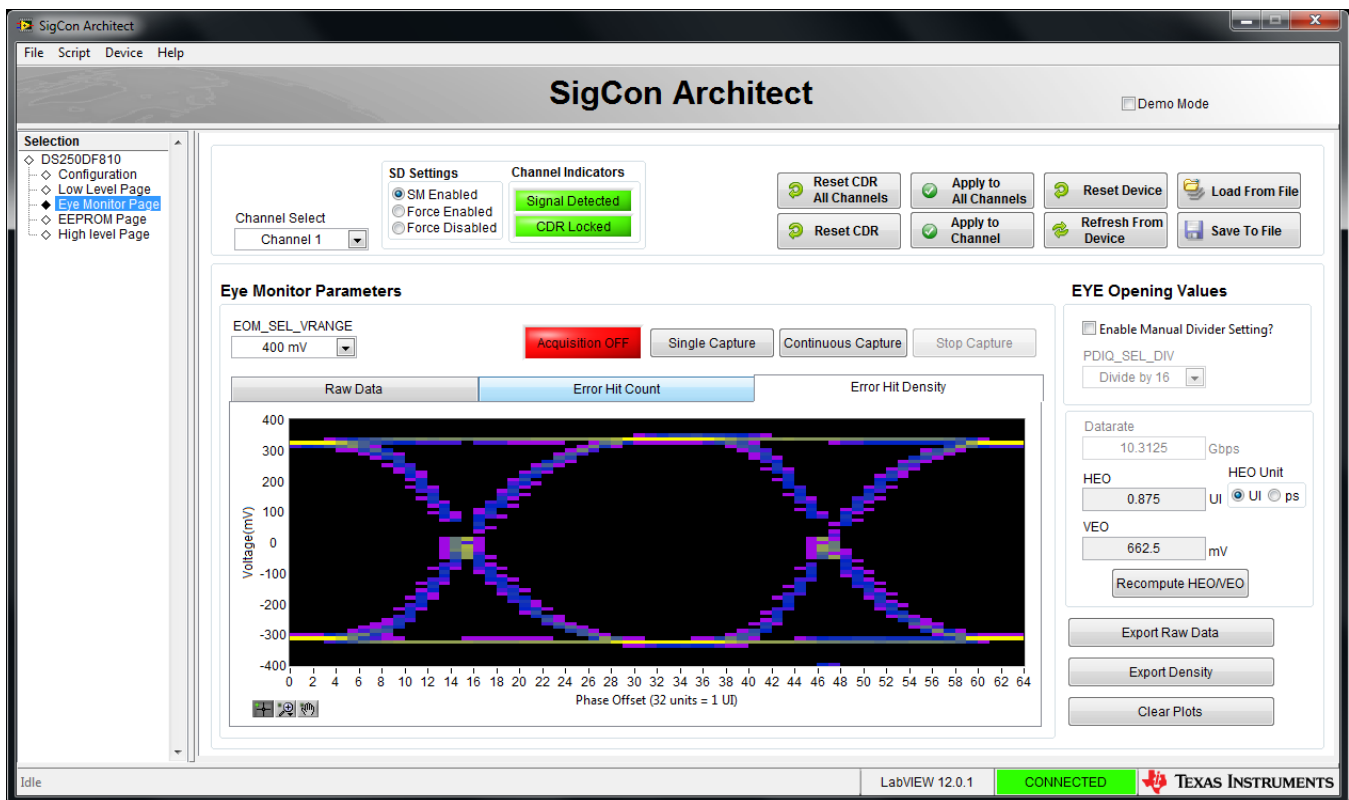 SigCon Architect
File Script Device Help
SigCon Architect
Demo Mode
Selection
DS250DF810
Configuration
Low Level Page
Eye Monitor Page
EEPROM Page
High level Page
Channel Select
Channel 1
SD Settings
SM Enabled
Force Enabled
Force Disabled
Channel Indicators
Signal Detected
CDR Locked
Reset CDR
All Channels
Apply to
All Channels
Reset Device
Load From File
Reset CDR
Apply to
Channel
Refresh From
Device
Save To File
Eye Monitor Parameters
EOM_SEL_VRANGE
400 mV
Acquisition OFF
Single Capture
Continuous Capture
Stop Capture
Raw Data
Error Hit Count
Error Hit Density
400
300
200
100
0
-100
-200
-300
-400
Voltage(mV)
0 2 4 6 8 10 12 14 16 18 20 22 24 26 28 30 32 34 36 38 40 42 44 46 48 50 52 54 56 58 60 62 64
Phase Offset (32 units = 1 UI)
EYE Opening Values
Enable Manual Divider Setting?
PDIQ_SEL_DIV
Divide by 16
Datarate
10.3125 Gbps
HEO
HEO Unit
0.875 UI
UI ps
VEO
662.5 mV
Recompute HEO/VEO
Export Raw Data
Export Density
Clear Plots
Idle
LabVIEW 12.0.1
CONNECTED
TEXAS INSTRUMENTS